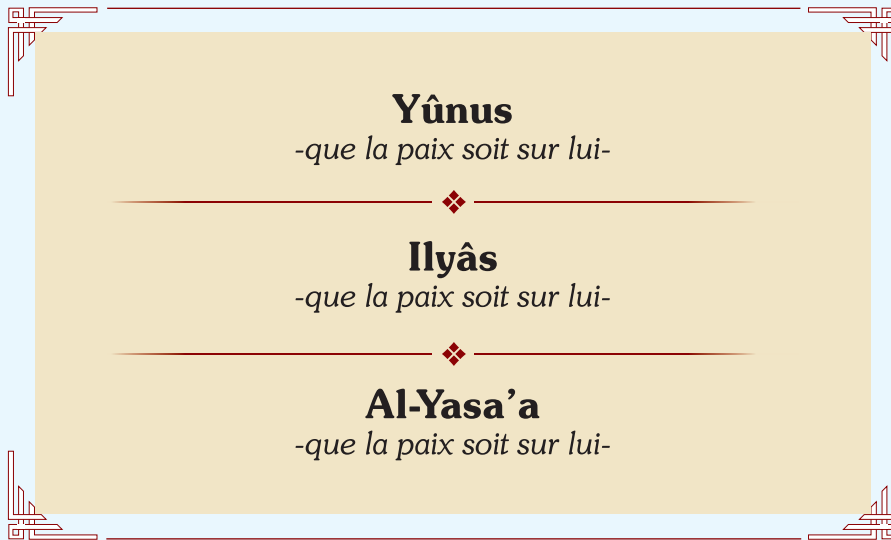 Yûnus
-que la paix soit sur lui-
Ilyâs
-que la paix soit sur lui-
Al-Yasa’a
-que la paix soit sur lui-